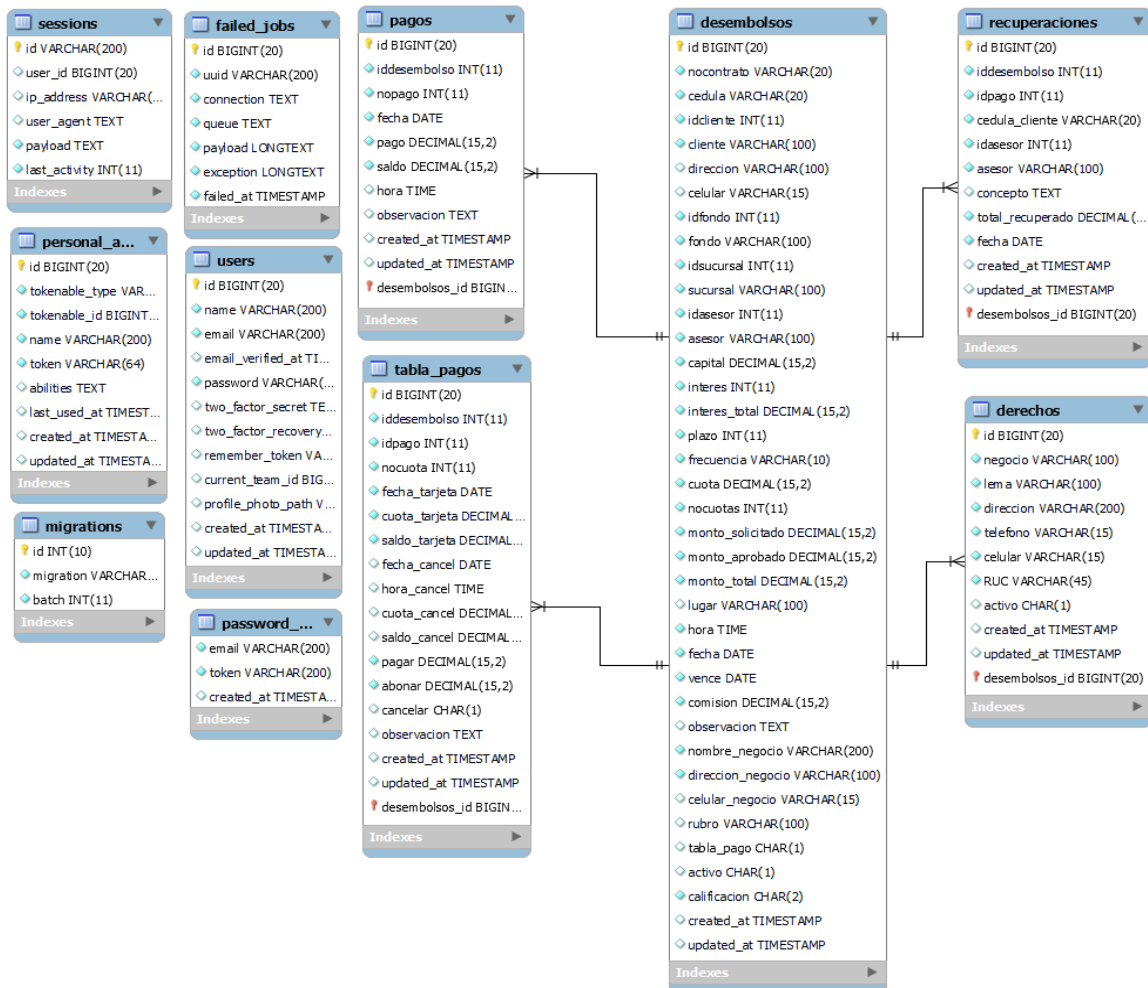 sessions
id VARCHAR(200)
user_id BIGINT(20)
ip_address VARCHAR(...
user_agent TEXT
payload TEXT
last_activity INT(11)
Indexes
failed_jobs
id BIGINT(20)
uuid VARCHAR(200)
connection TEXT
queue TEXT
payload LONGTEXT
exception LONGTEXT
failed_at TIMESTAMP
Indexes
personal_a...
id BIGINT(20)
tokenable_type VAR...
tokenable_id BIGINT...
name VARCHAR(200)
token VARCHAR(64)
abilities TEXT
last_used_at TIMEST...
created_at TIMESTA...
updated_at TIMESTA...
Indexes
users
id BIGINT(20)
name VARCHAR(200)
email VARCHAR(200)
email_verified_at TI...
password VARCHAR(...
two_factor_secret TE...
two_factor_recovery...
remember_token VA...
current_team_id BIG...
profile_photo_path V...
created_at TIMESTA...
updated_at TIMESTA...
Indexes
migrations
id INT(10)
migration VARCHAR...
batch INT(11)
Indexes
password_...
email VARCHAR(200)
token VARCHAR(200)
created_at TIMESTA...
Indexes
pagos
id BIGINT(20)
iddesembolso INT(11)
nopago INT(11)
fecha DATE
pago DECIMAL(15,2)
saldo DECIMAL(15,2)
hora TIME
observacion TEXT
created_at TIMESTAMP
updated_at TIMESTAMP
desembolsos_id BIGIN...
Indexes
tabla_pagos
id BIGINT(20)
iddesembolso INT(11)
idpago INT(11)
nocuota INT(11)
fecha_tarjeta DATE
cuota_tarjeta DECIMAL...
saldo_tarjeta DECIMAL...
fecha_cancel DATE
hora_cancel TIME
cuota_cancel DECIMAL...
saldo_cancel DECIMAL...
pagar DECIMAL(15,2)
abonar DECIMAL(15,2)
cancelar CHAR(1)
observacion TEXT
created_at TIMESTAMP
updated_at TIMESTAMP
desembolsos_id BIGIN...
Indexes
desembolsos
id BIGINT(20)
nocontrato VARCHAR(20)
cedula VARCHAR(20)
idcliente INT(11)
cliente VARCHAR(100)
direccion VARCHAR(100)
celular VARCHAR(15)
idfondo INT(11)
fondo VARCHAR(100)
idsucursal INT(11)
sucursal VARCHAR(100)
idasesor INT(11)
asesor VARCHAR(100)
capital DECIMAL(15,2)
interes INT(11)
interes_total DECIMAL(15,2)
plazo INT(11)
frecuencia VARCHAR(10)
cuota DECIMAL(15,2)
nocuotas INT(11)
monto_solicitado DECIMAL(15,2)
monto_aprobado DECIMAL(15,2)
monto_total DECIMAL(15,2)
lugar VARCHAR(100)
hora TIME
fecha DATE
vence DATE
comision DECIMAL(15,2)
observacion TEXT
nombre_negocio VARCHAR(200)
direccion_negocio VARCHAR(100)
celular_negocio VARCHAR(15)
rubro VARCHAR(100)
tabla_pago CHAR(1)
activo CHAR(1)
calificacion CHAR(2)
created_at TIMESTAMP
updated_at TIMESTAMP
Indexes
recuperaciones
id BIGINT(20)
iddesembolso INT(11)
idpago INT(11)
cedula_cliente VARCHAR(20)
idasesor INT(11)
asesor VARCHAR(100)
concepto TEXT
total_recuperado DECIMAL(...
fecha DATE
created_at TIMESTAMP
updated_at TIMESTAMP
desembolsos_id BIGINT(20)
Indexes
derechos
id BIGINT(20)
negocio VARCHAR(100)
lema VARCHAR(100)
direccion VARCHAR(200)
telefono VARCHAR(15)
celular VARCHAR(15)
RUC VARCHAR(45)
activo CHAR(1)
created_at TIMESTAMP
updated_at TIMESTAMP
desembolsos_id BIGINT(20)
Indexes